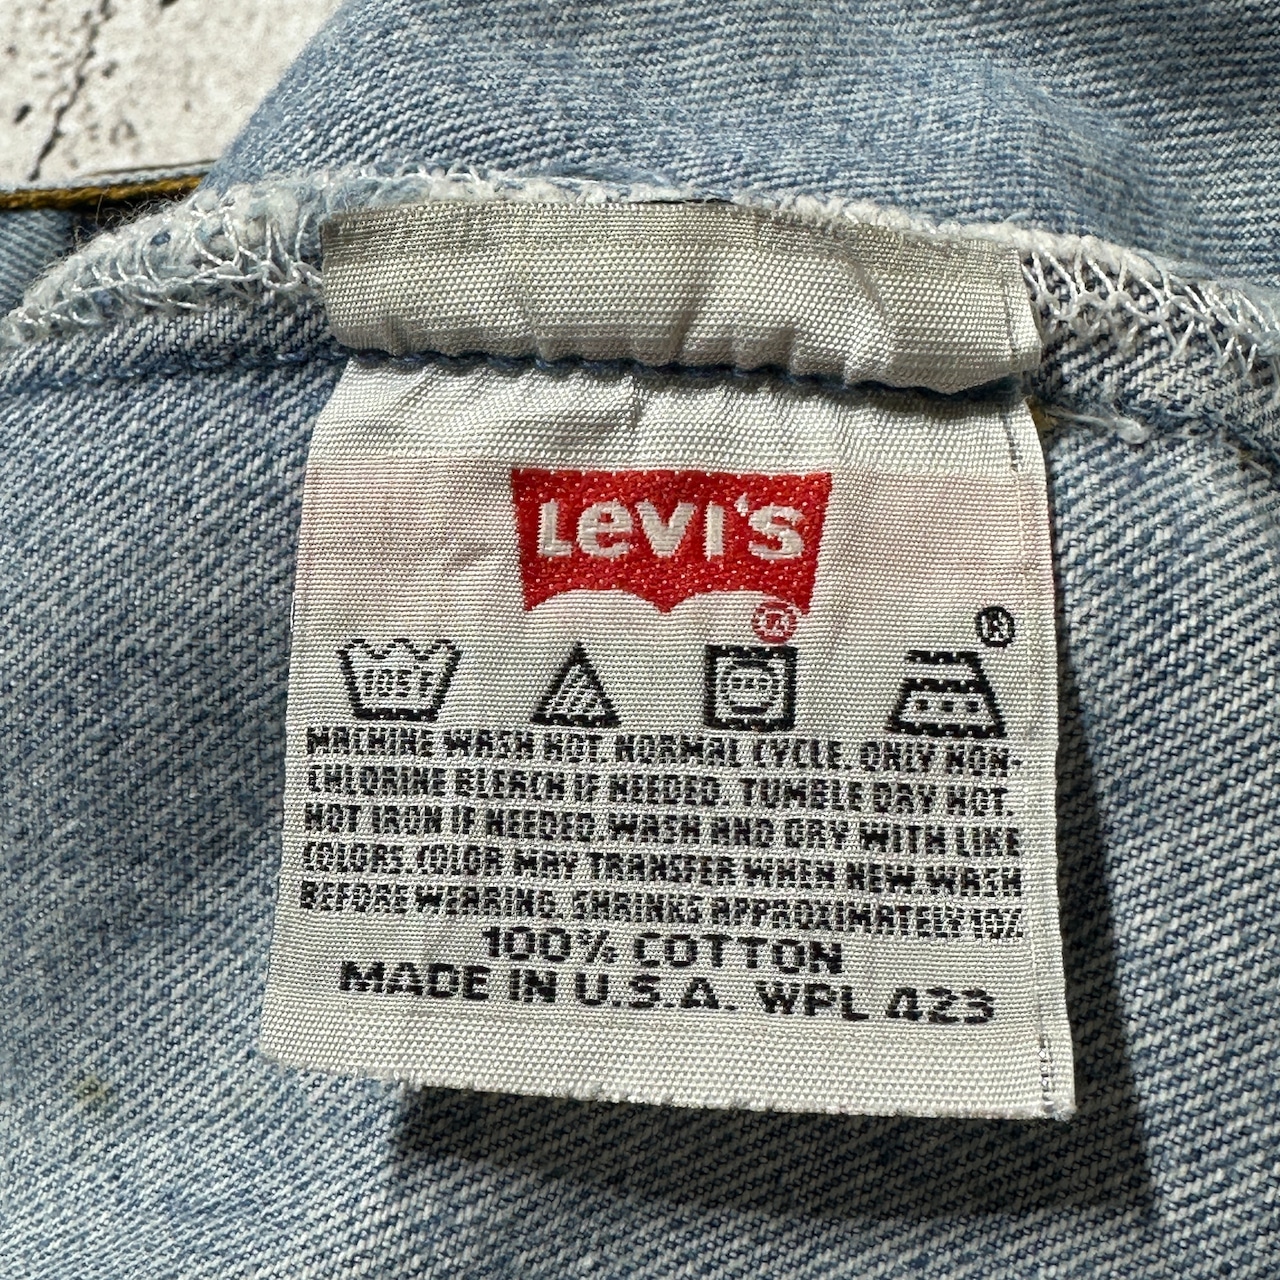 Levi's
®
®
105F
MACHINE WASH HOT. NORMAL CYCLE. ONLY NON-
CHLORINE BLEACH IF NEEDED. TUMBLE DRY HOT.
HOT IRON IF NEEDED. WASH AND DRY WITH LIKE
COLORS. COLOR MAY TRANSFER WHEN NEW. WASH
BEFORE WEARING. SHRINKS APPROXIMATELY 10%
100% COTTON
MADE IN U.S.A. WPL 423